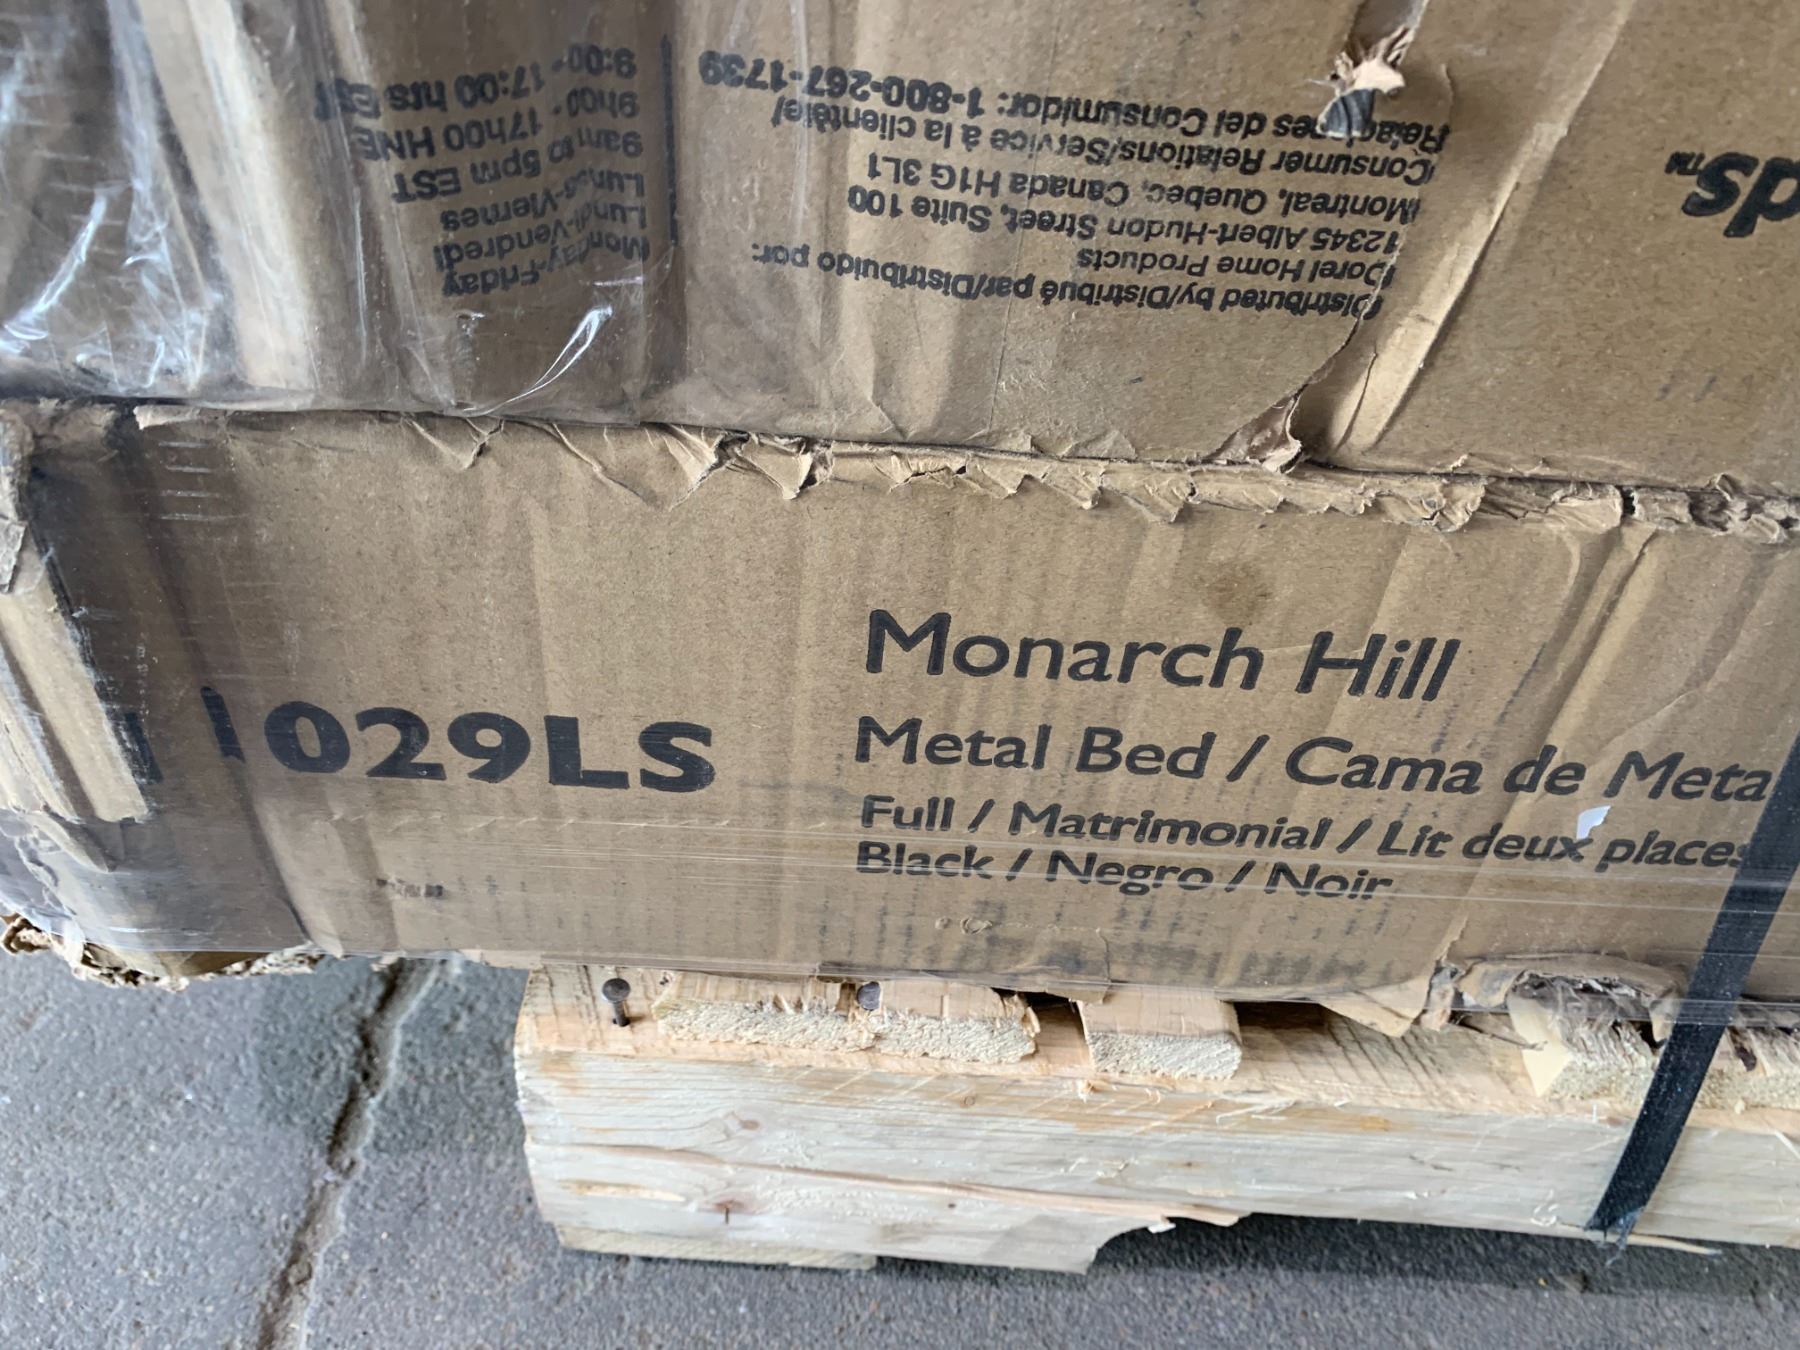 Distributed by/Distribué par/Distribuido por:
Dorel Home Products
12345 Albert-Hudon Street, Suite 100
Montreal, Quebec, Canada H1G 3L1
Consumer Relations/Service à la clientèle/
del Consumidor: 1-800-267-1739
Monday-Friday
Lundi-Vendredi
Lunes-Viernes
9am to 5pm EST
9h00 - 17h00 HNE
9:00 - 17:00 hrs
029LS
Monarch Hill
Metal Bed / Cama de Meta
Full / Matrimonial / Lit deux places
Black / Negro / Noir